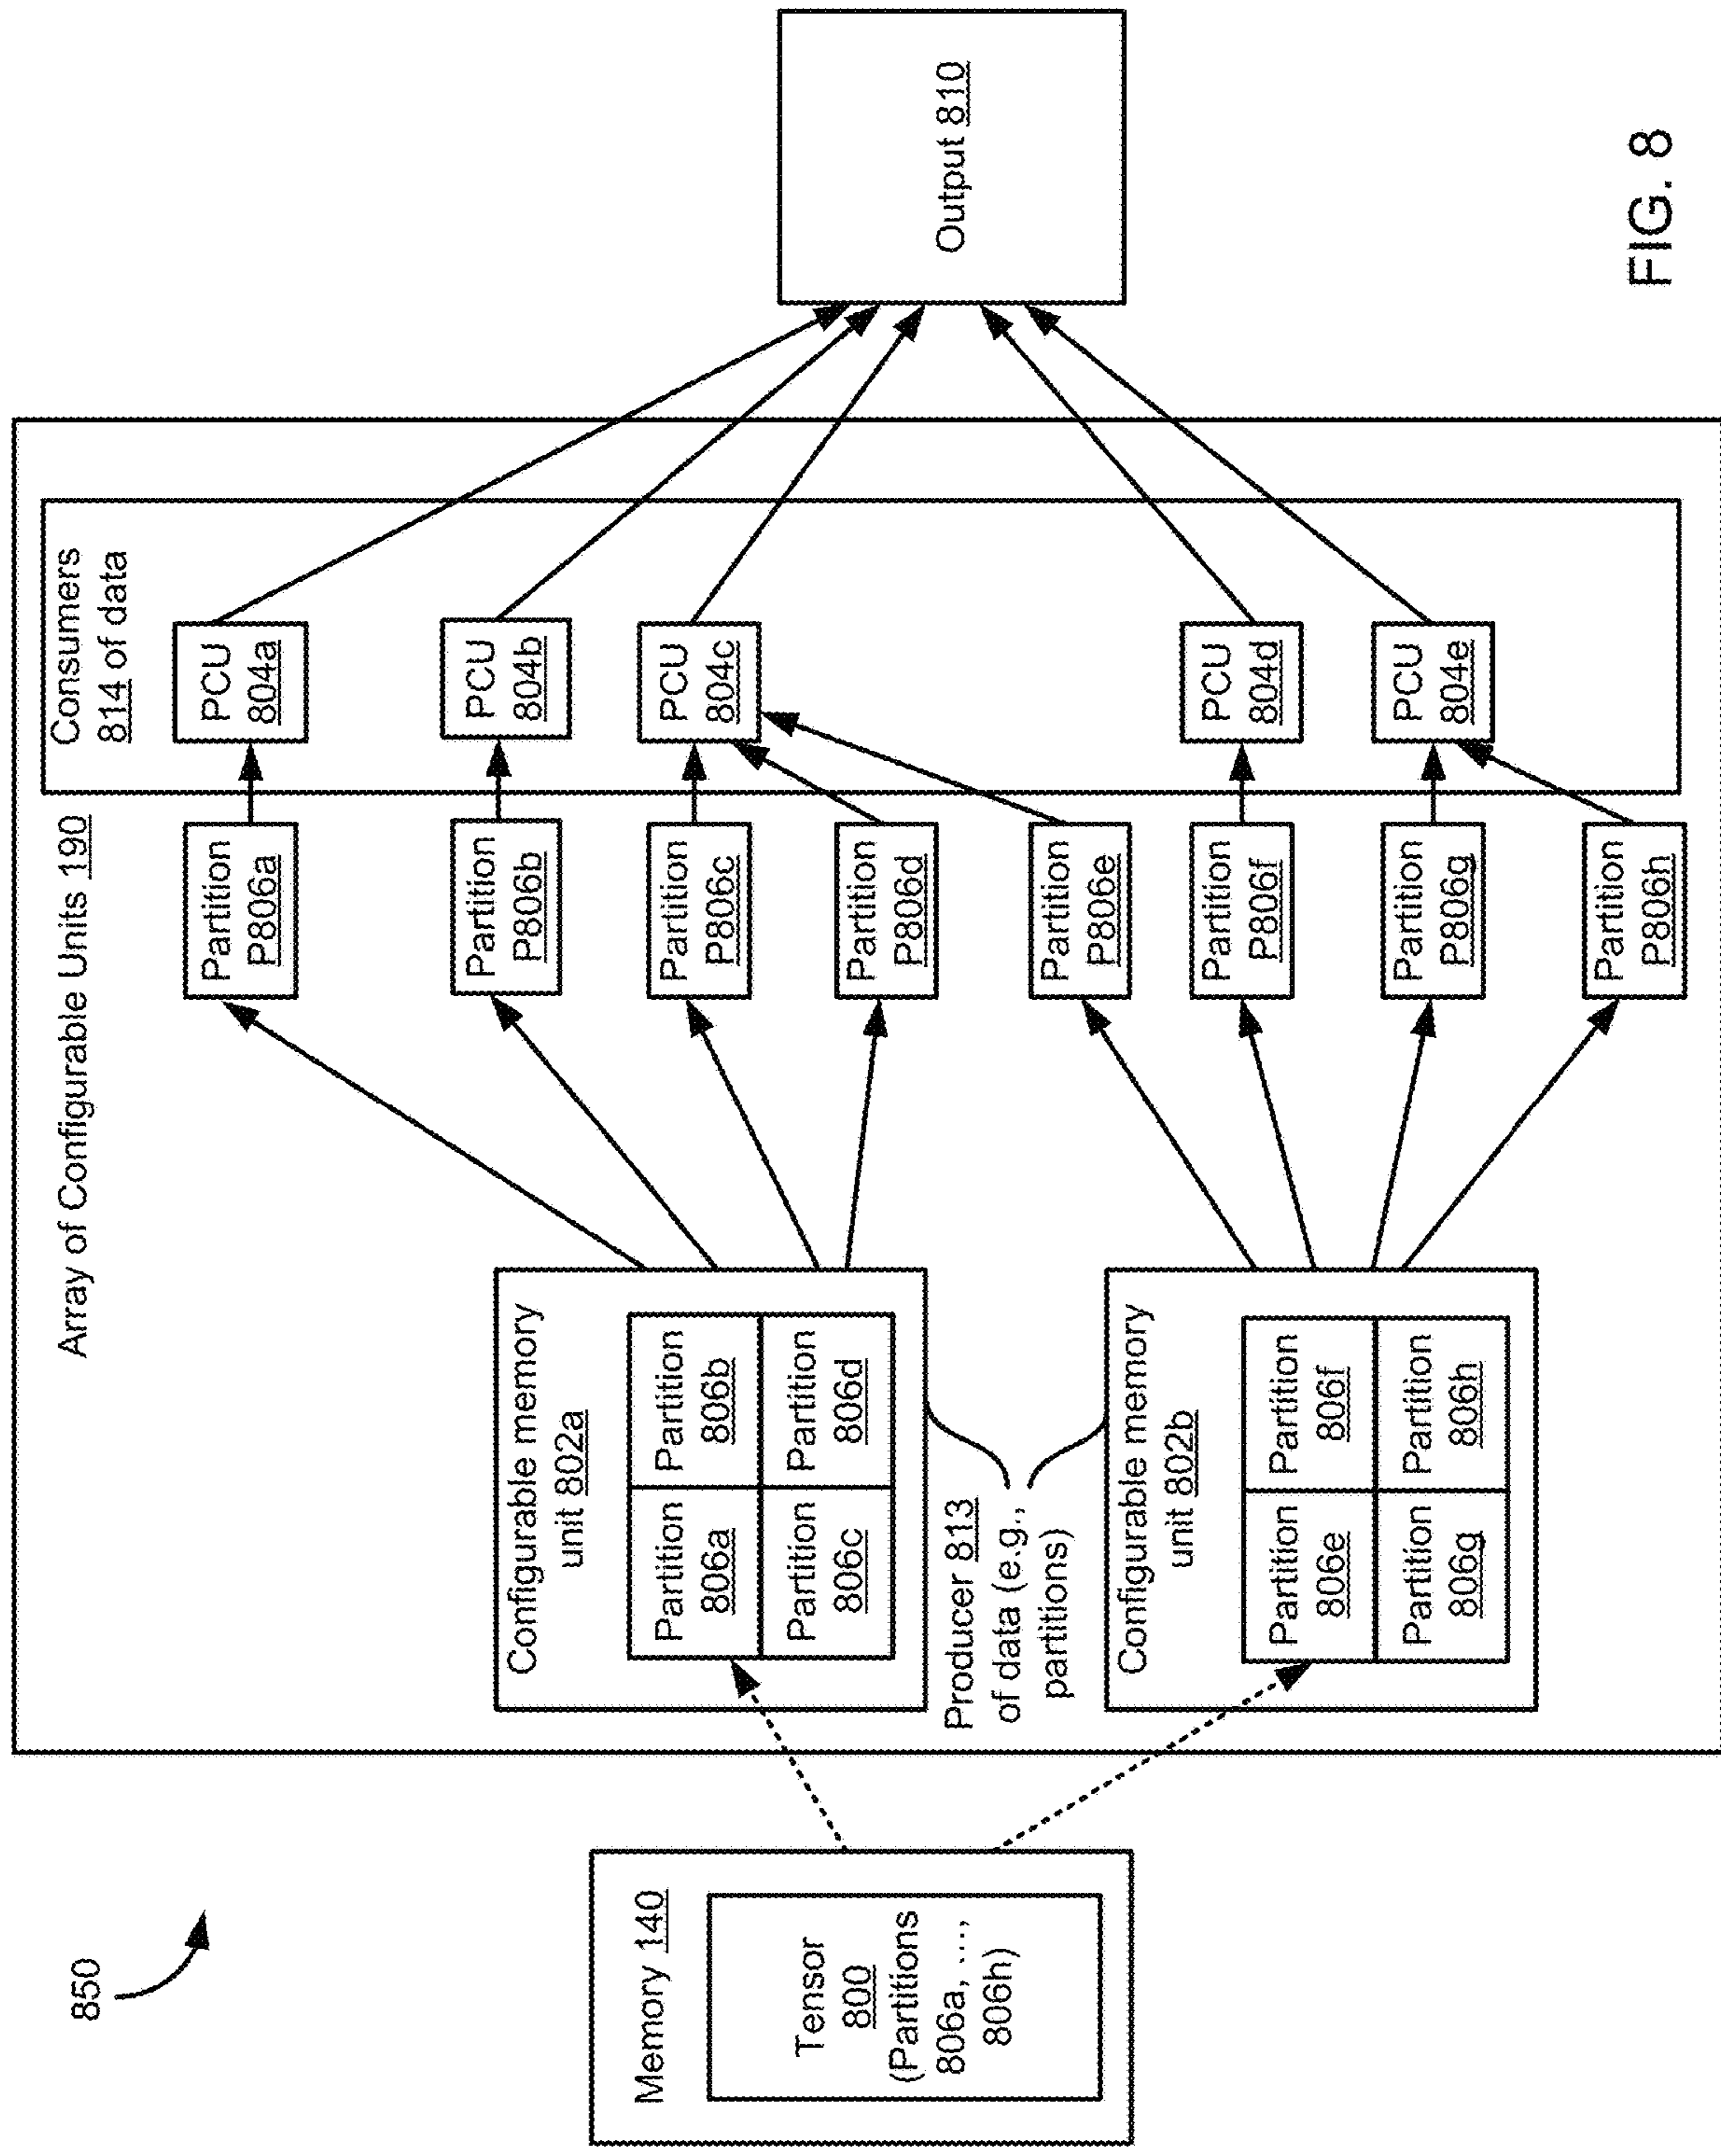 850
Memory 140
Tensor
800
(Partitions
806a, ...,
806h)
Array of Configurable Units 190
Configurable memory
unit 802a
Partition
806a
Partition
806b
Partition
806c
Partition
806d
Producer 813
of data (e.g.,
partitions)
Configurable memory
unit 802b
Partition
806e
Partition
806f
Partition
806g
Partition
806h
Partition
P806a
Partition
P806b
Partition
P806c
Partition
P806d
Partition
P806e
Partition
P806f
Partition
P806g
Partition
P806h
Consumers
814 of data
PCU
804a
PCU
804b
PCU
804c
PCU
804d
PCU
804e
Output 810
FIG. 8